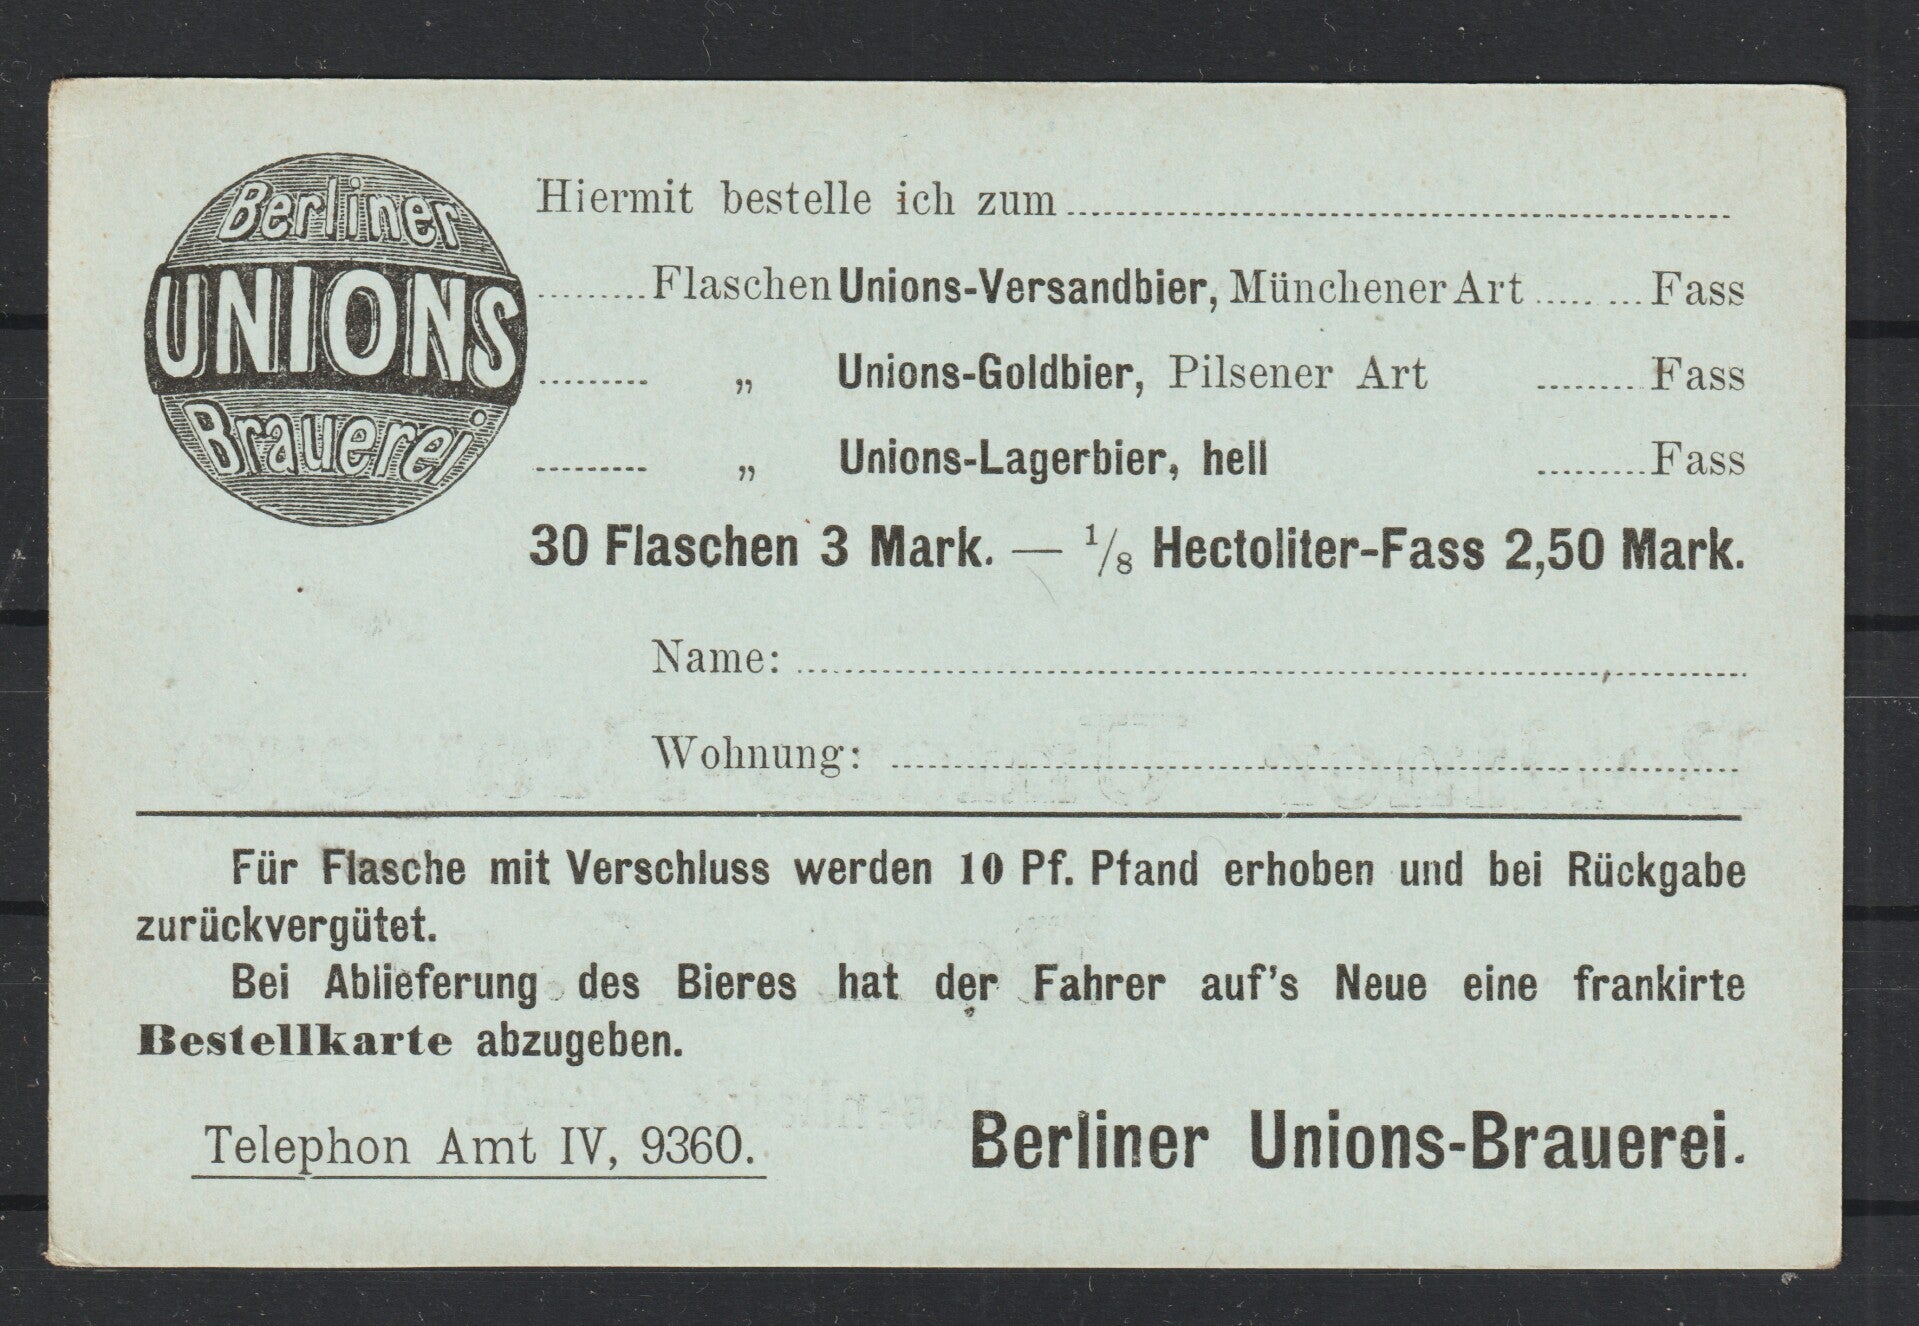 Berliner
UNIONS
Brauerei
Hiermit bestelle ich zum
Flaschen Unions-Versandbier, Münchener Art Fass
„ Unions-Goldbier, Pilsener Art Fass
„ Unions-Lagerbier, hell Fass
30 Flaschen 3 Mark. — 1/8 Hectoliter-Fass 2,50 Mark.
Name:
Wohnung:
Für Flasche mit Verschluss werden 10 Pf. Pfand erhoben und bei Rückgabe
zurückvergütet.
Bei Ablieferung des Bieres hat der Fahrer auf's Neue eine frankirte
Bestellkarte abzugeben.
Telephon Amt IV, 9360.
Berliner Unions-Brauerei.